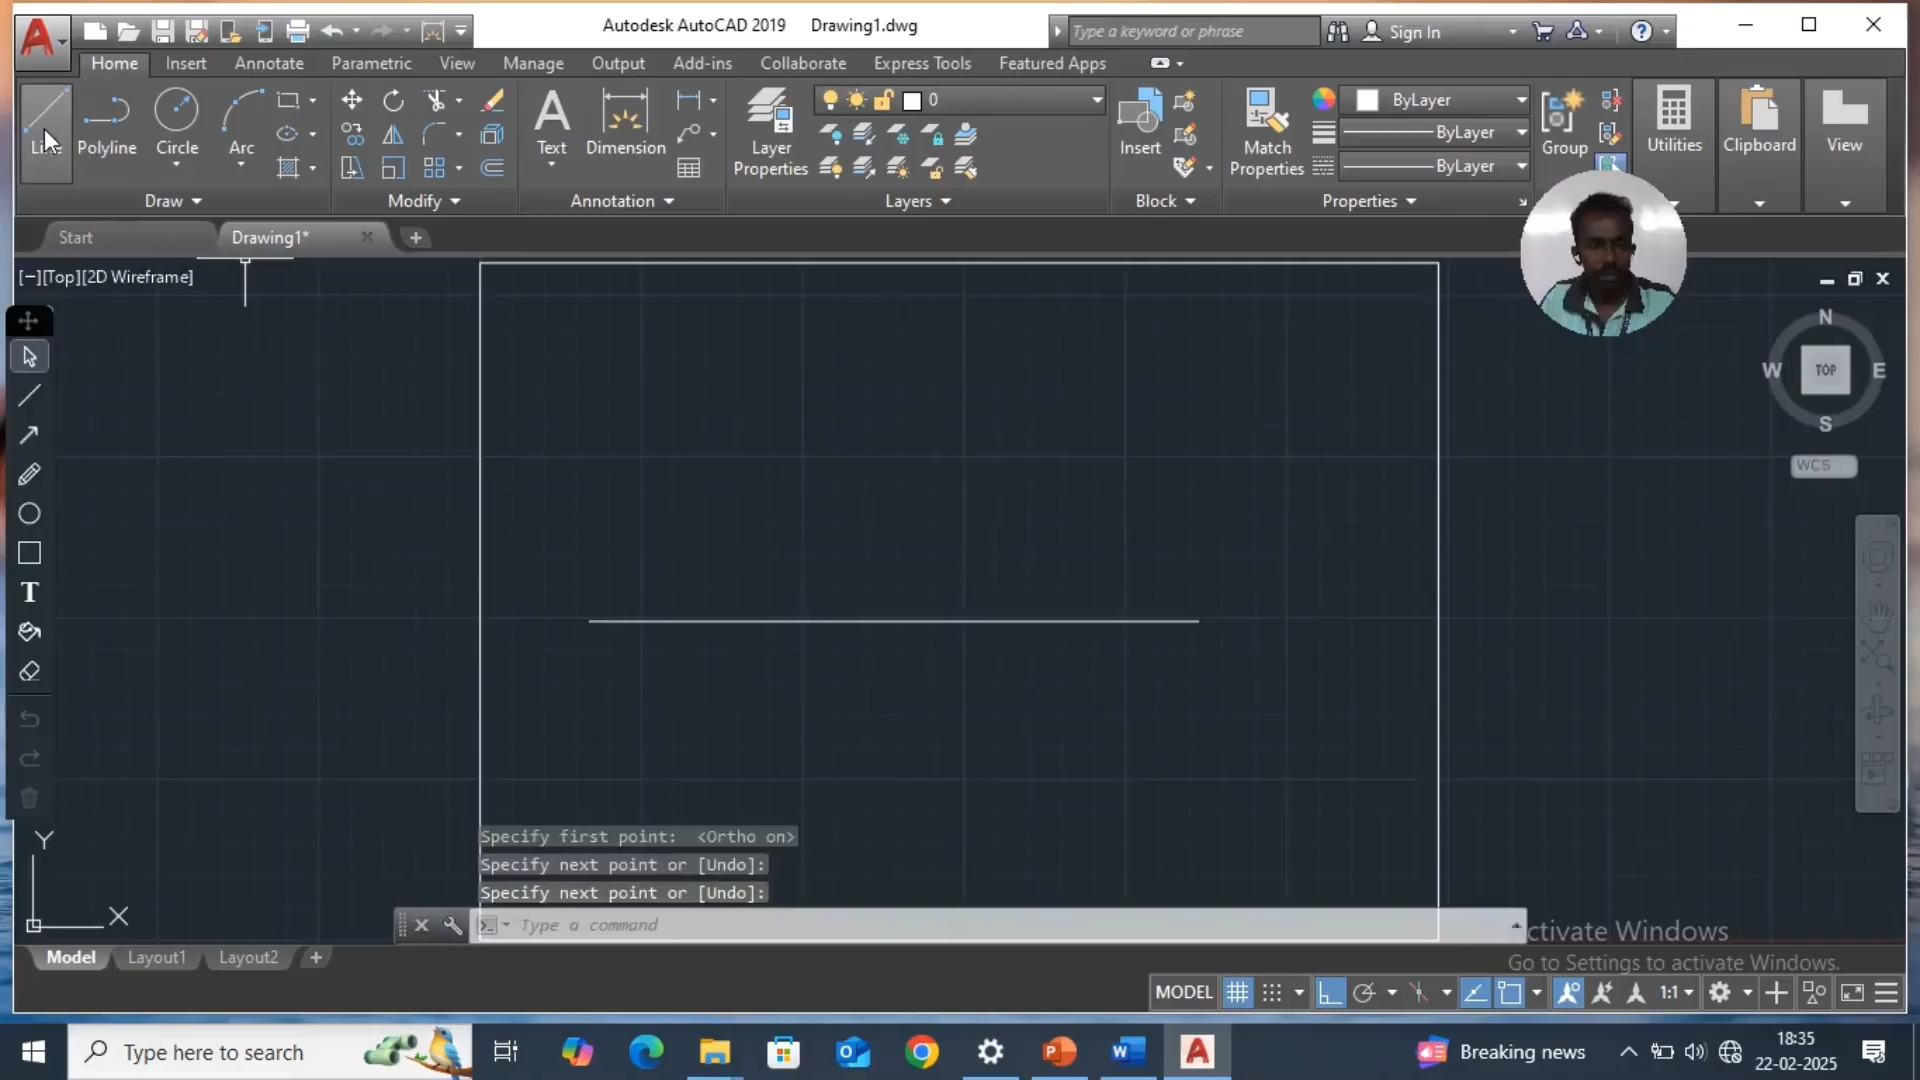 Autodesk AutoCAD 2019 Drawing1.dwg
Type a keyword or phrase
Sign In
Home Insert Annotate Parametric View Manage Output Add-ins Collaborate Express Tools Featured Apps
Polyline Circle Arc
Text Dimension
Layer Properties
0
Insert
Match Properties
ByLayer
ByLayer
ByLayer
Group
Utilities
Clipboard
View
Draw Modify Annotation Layers Block Properties
Start Drawing1*
[−][Top][2D Wireframe]
N
W TOP E
S
WCS
T
Specify first point: <Ortho on>
Specify next point or [Undo]:
Specify next point or [Undo]:
Type a command
Y
X
Activate Windows
Go to Settings to activate Windows.
Model Layout1 Layout2
MODEL 1:1
Type here to search
Breaking news
18:35
22-02-2025